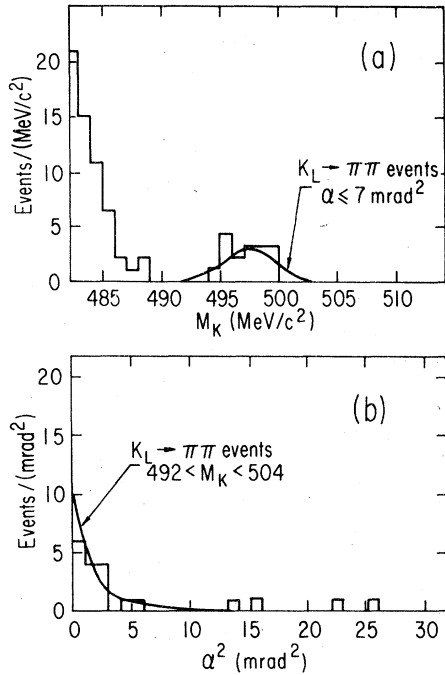 (a)
20
15
10
5
0
Events/(MeV/c²)
K_L → ππ events
α ⩽ 7 mrad²
485 490 495 500 505 510
M_K (MeV/c²)
(b)
20
15
10
5
0
Events/(mrad²)
K_L → ππ events
492 < M_K < 504
0 5 10 15 20 25 30
α² (mrad²)